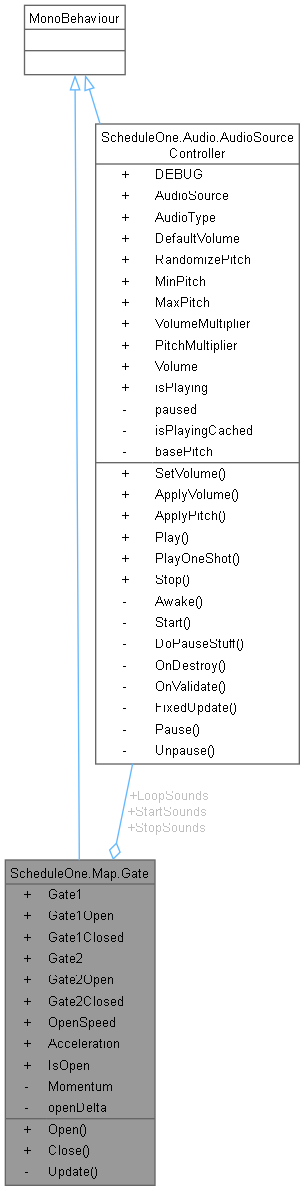 MonoBehaviour
ScheduleOne.Audio.AudioSource
Controller
+ DEBUG
+ AudioSource
+ AudioType
+ DefaultVolume
+ RandomizePitch
+ MinPitch
+ MaxPitch
+ VolumeMultiplier
+ PitchMultiplier
+ Volume
+ isPlaying
- paused
- isPlayingCached
- basePitch
+ SetVolume()
+ ApplyVolume()
+ ApplyPitch()
+ Play()
+ PlayOneShot()
+ Stop()
- Awake()
- Start()
- DoPauseStuff()
- OnDestroy()
- OnValidate()
- FixedUpdate()
- Pause()
- Unpause()
+LoopSounds
+StartSounds
+StopSounds
ScheduleOne.Map.Gate
+ Gate1
+ Gate1Open
+ Gate1Closed
+ Gate2
+ Gate2Open
+ Gate2Closed
+ OpenSpeed
+ Acceleration
+ IsOpen
- Momentum
- openDelta
+ Open()
+ Close()
- Update()